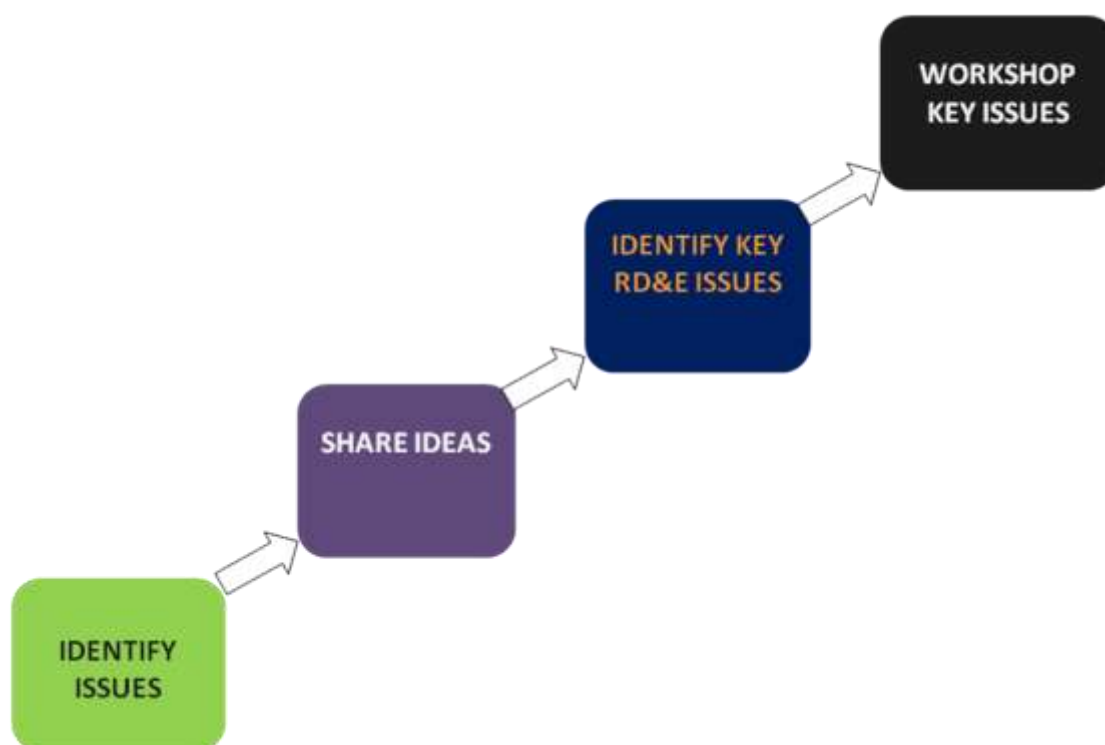 WORKSHOP
KEY ISSUES
IDENTIFY KEY
RD&E ISSUES
SHARE IDEAS
IDENTIFY
ISSUES